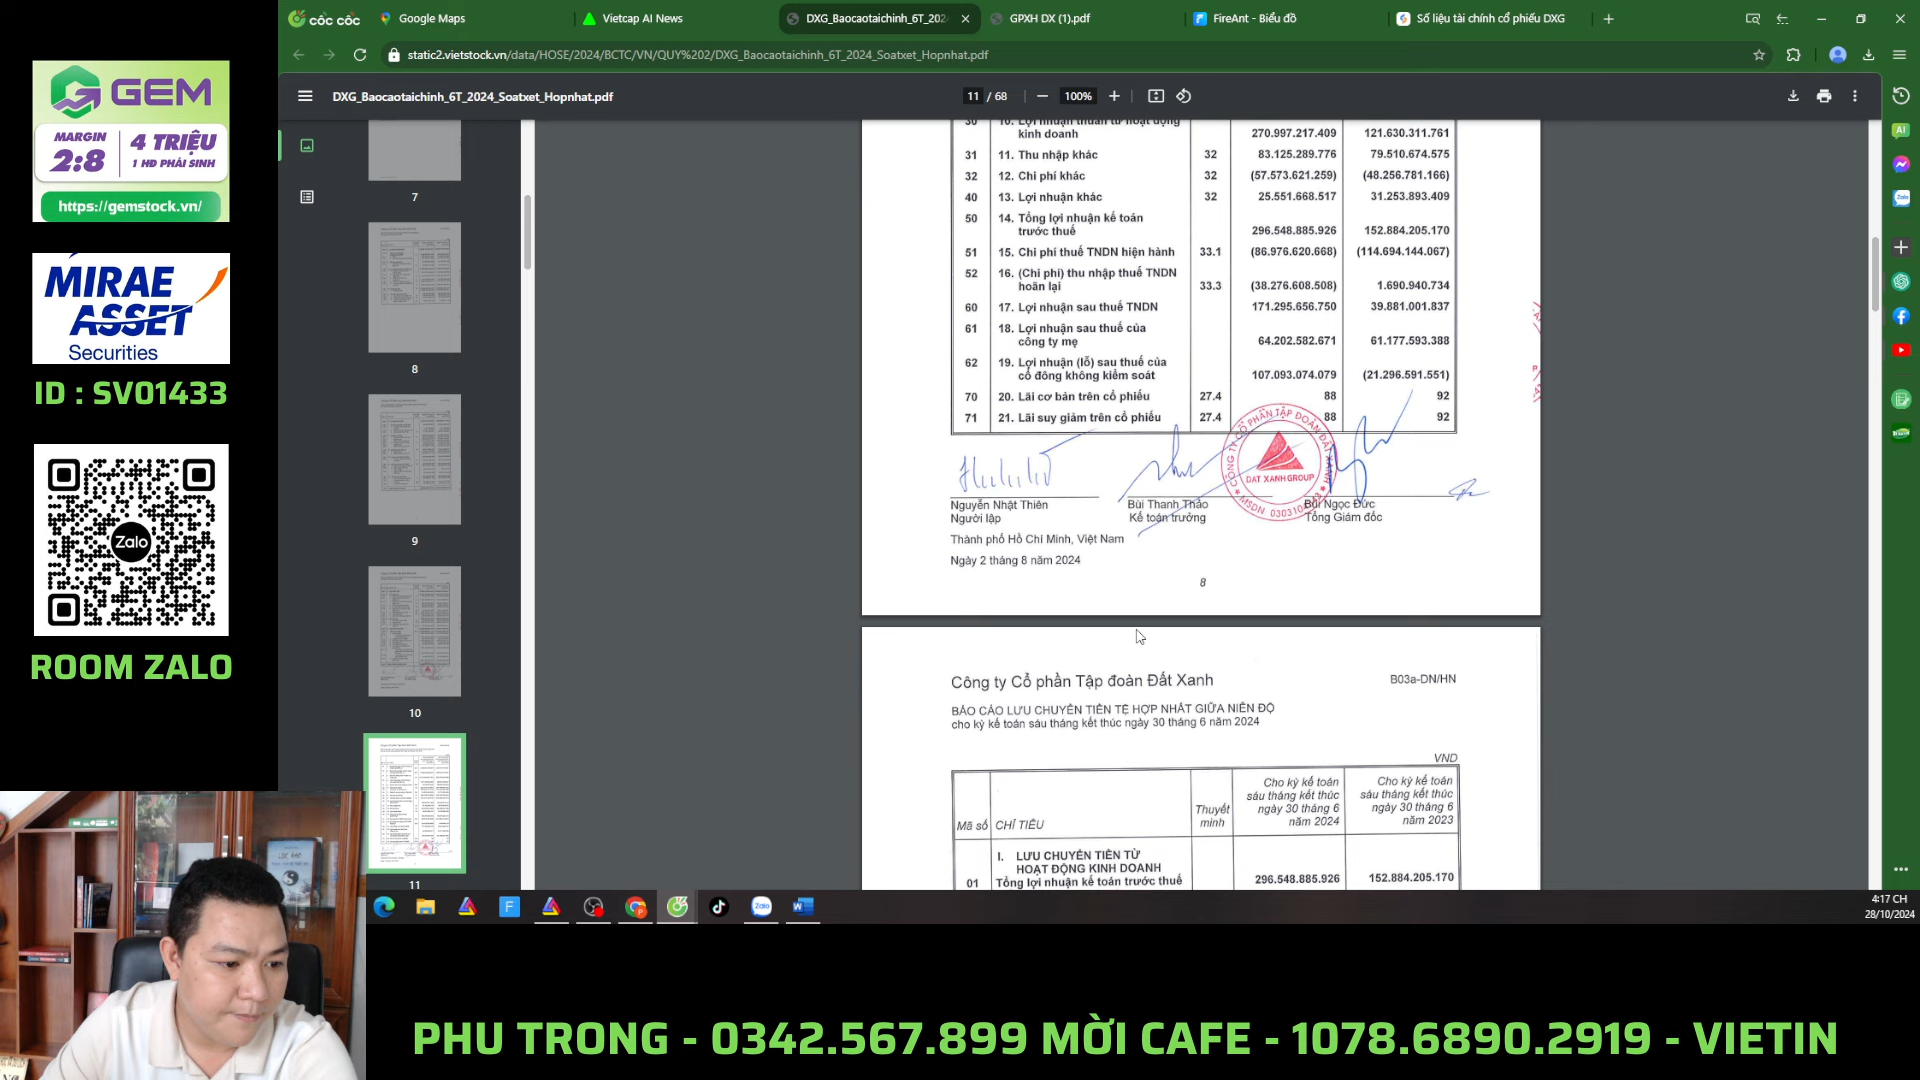 GEM
MARGIN
2:8
4 TRIỆU
1 HĐ PHÁI SINH
https://gemstock.vn/
MIRAE
ASSET
Securities
ID : SV01433
Zalo
ROOM ZALO
cốc cốc
Google Maps
Vietcap AI News
DXG_Baocaotaichinh_6T_202
GPXH DX (1).pdf
FireAnt - Biểu đồ
Số liệu tài chính cổ phiếu DXG
static2.vietstock.vn/data/HOSE/2024/BCTC/VN/QUY%202/DXG_Baocaotaichinh_6T_2024_Soatxet_Hopnhat.pdf
DXG_Baocaotaichinh_6T_2024_Soatxet_Hopnhat.pdf
11 / 68
100%
7
8
9
10
11
30 10. Lợi nhuận thuần từ hoạt động
kinh doanh 270.997.217.409 121.630.311.761
31 11. Thu nhập khác 32 83.125.289.776 79.510.674.575
32 12. Chi phí khác 32 (57.573.621.259) (48.256.781.166)
40 13. Lợi nhuận khác 32 25.551.668.517 31.253.893.409
50 14. Tổng lợi nhuận kế toán
trước thuế 296.548.885.926 152.884.205.170
51 15. Chi phí thuế TNDN hiện hành 33.1 (86.976.620.668) (114.694.144.067)
52 16. (Chi phí) thu nhập thuế TNDN
hoãn lại 33.3 (38.276.608.508) 1.690.940.734
60 17. Lợi nhuận sau thuế TNDN 171.295.656.750 39.881.001.837
61 18. Lợi nhuận sau thuế của
công ty mẹ 64.202.582.671 61.177.593.388
62 19. Lợi nhuận (lỗ) sau thuế của
cổ đông không kiểm soát 107.093.074.079 (21.296.591.551)
70 20. Lãi cơ bản trên cổ phiếu 27.4 88 92
71 21. Lãi suy giảm trên cổ phiếu 27.4 88 92
CÔNG TY CỔ PHẦN TẬP ĐOÀN ĐẤT XANH
DAT XANH GROUP
Nguyễn Nhật Thiên
Người lập
Bùi Thanh Thảo
Kế toán trưởng
Bùi Ngọc Đức
Tổng Giám đốc
Thành phố Hồ Chí Minh, Việt Nam
Ngày 2 tháng 8 năm 2024
8
Công ty Cổ phần Tập đoàn Đất Xanh
B03a-DN/HN
BÁO CÁO LƯU CHUYỂN TIỀN TỆ HỢP NHẤT GIỮA NIÊN ĐỘ
cho kỳ kế toán sáu tháng kết thúc ngày 30 tháng 6 năm 2024
VND
Mã số
CHỈ TIÊU
Thuyết
minh
Cho kỳ kế toán
sáu tháng kết thúc
ngày 30 tháng 6
năm 2024
Cho kỳ kế toán
sáu tháng kết thúc
ngày 30 tháng 6
năm 2023
I. LƯU CHUYỂN TIỀN TỪ
HOẠT ĐỘNG KINH DOANH
01 Tổng lợi nhuận kế toán trước thuế 296.548.885.926 152.884.205.170
4:17 CH
28/10/2024
PHU TRONG - 0342.567.899 MỜI CAFE - 1078.6890.2919 - VIETIN